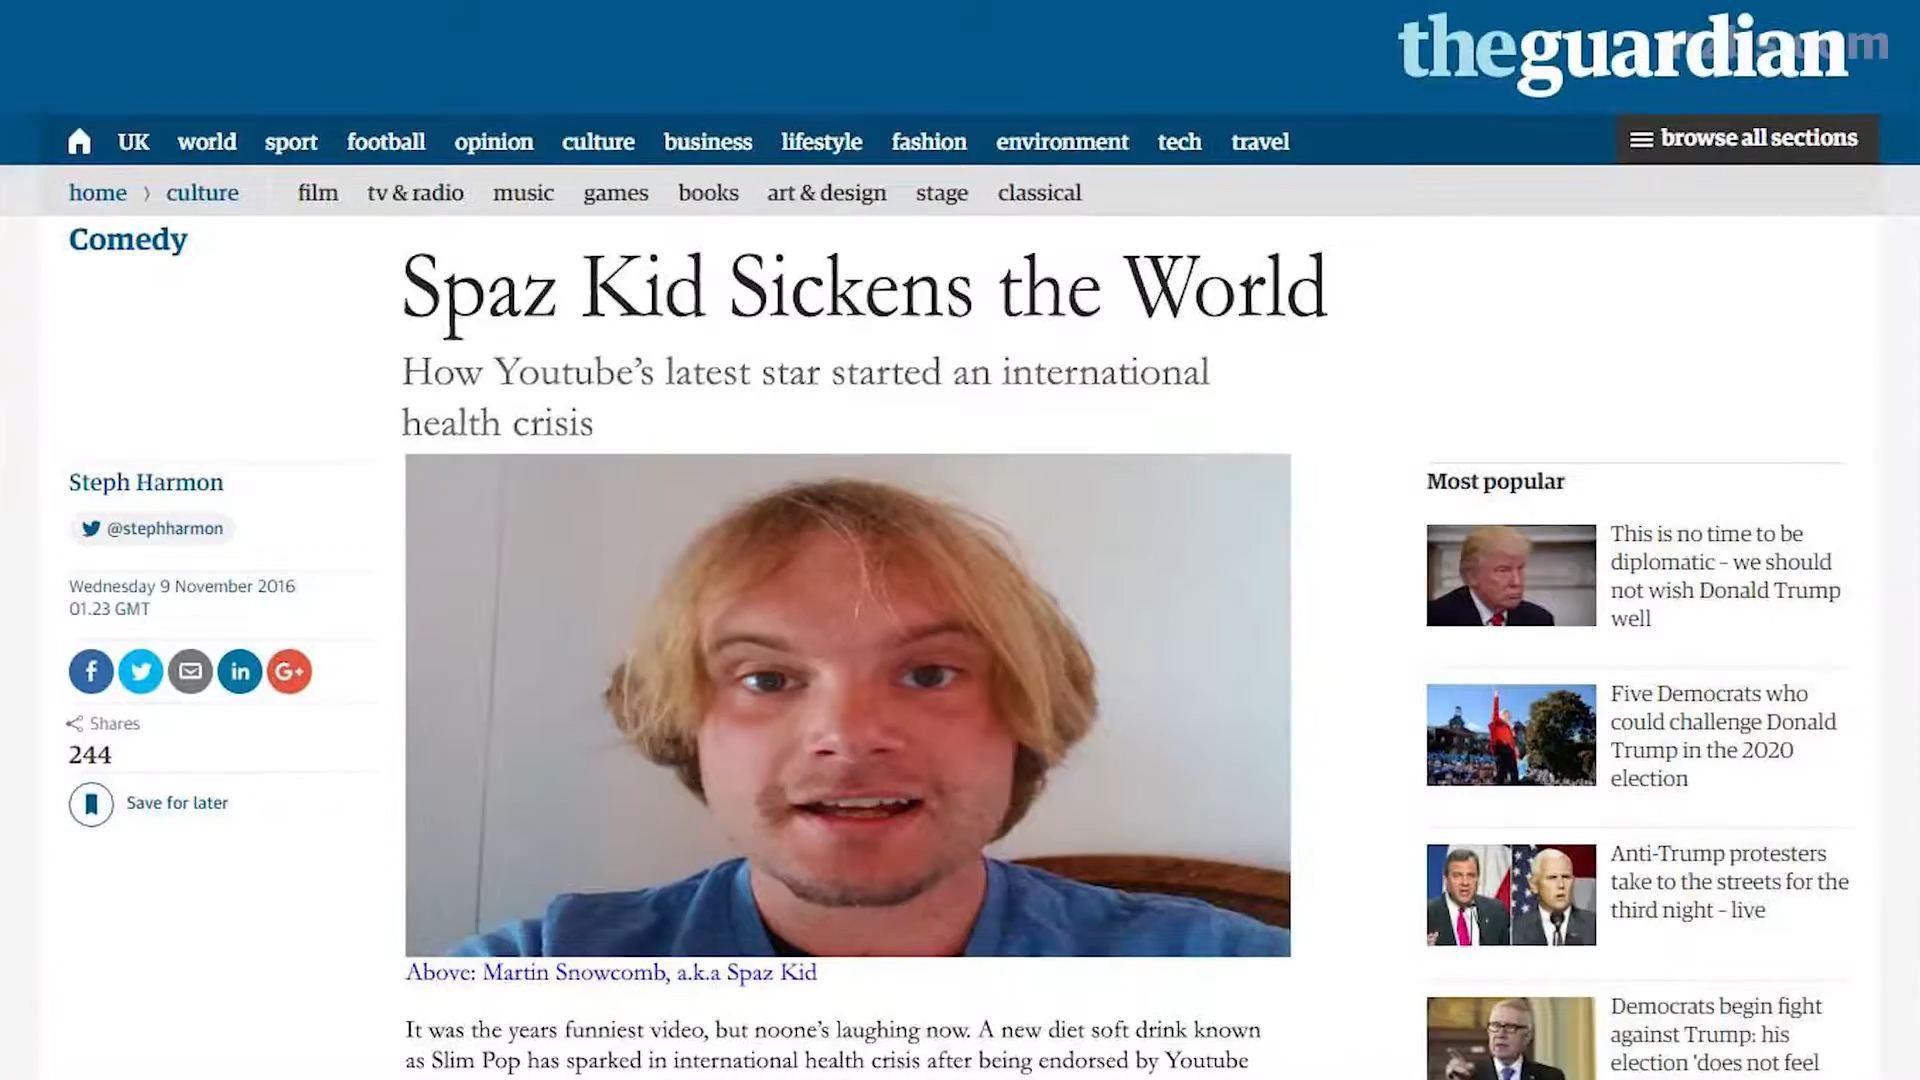 theguardian
UK world sport football opinion culture business lifestyle fashion environment tech travel
browse all sections
home › culture film tv & radio music games books art & design stage classical
Comedy
Spaz Kid Sickens the World
How Youtube's latest star started an international
health crisis
Steph Harmon
@stephharmon
Wednesday 9 November 2016
01.23 GMT
f in G+
Shares
244
Save for later
Above: Martin Snowcomb, a.k.a Spaz Kid
It was the years funniest video, but noone's laughing now. A new diet soft drink known
as Slim Pop has sparked in international health crisis after being endorsed by Youtube
Most popular
This is no time to be
diplomatic – we should
not wish Donald Trump
well
Five Democrats who
could challenge Donald
Trump in the 2020
election
Anti-Trump protesters
take to the streets for the
third night – live
Democrats begin fight
against Trump: his
election 'does not feel